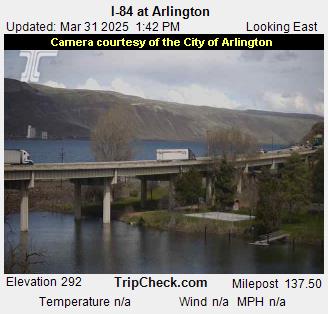 I-84 at Arlington
Updated: Mar 31 2025 1:42 PM Looking East
Camera courtesy of the City of Arlington
Elevation 292 TripCheck.com Milepost 137.50
Temperature n/a Wind n/a MPH n/a